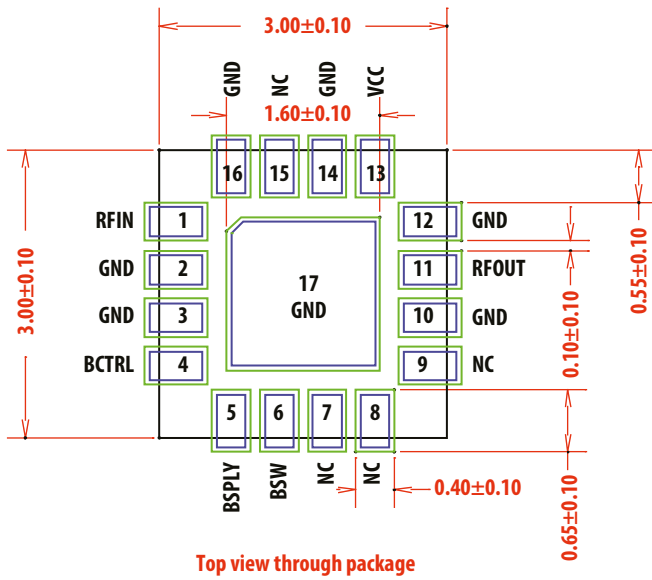 3.00±0.10
GND
NC
GND
VCC
1.60±0.10
16
15
14
13
RFIN
1
12
GND
GND
2
11
RFOUT
GND
3
10
GND
BCTRL
4
9
NC
17
GND
3.00±0.10
0.55±0.10
0.10±0.10
5
6
7
8
BSPLY
BSW
NC
NC
0.40±0.10
0.65±0.10
Top view through package